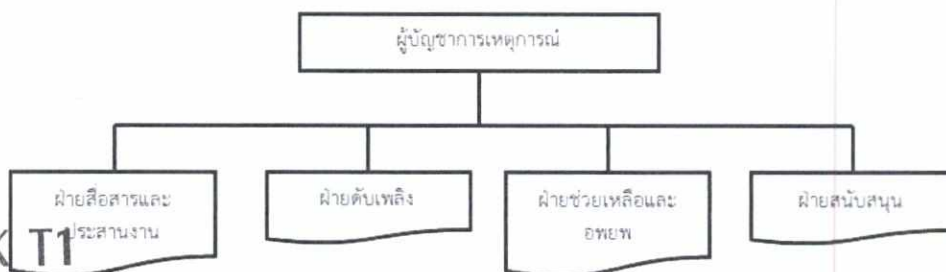 ผู้บัญชาการเหตุการณ์
ฝ่ายสื่อสารและ
ประสานงาน
ฝ่ายดับเพลิง
ฝ่ายช่วยเหลือและ
อพยพ
ฝ่ายสนับสนุน
T1